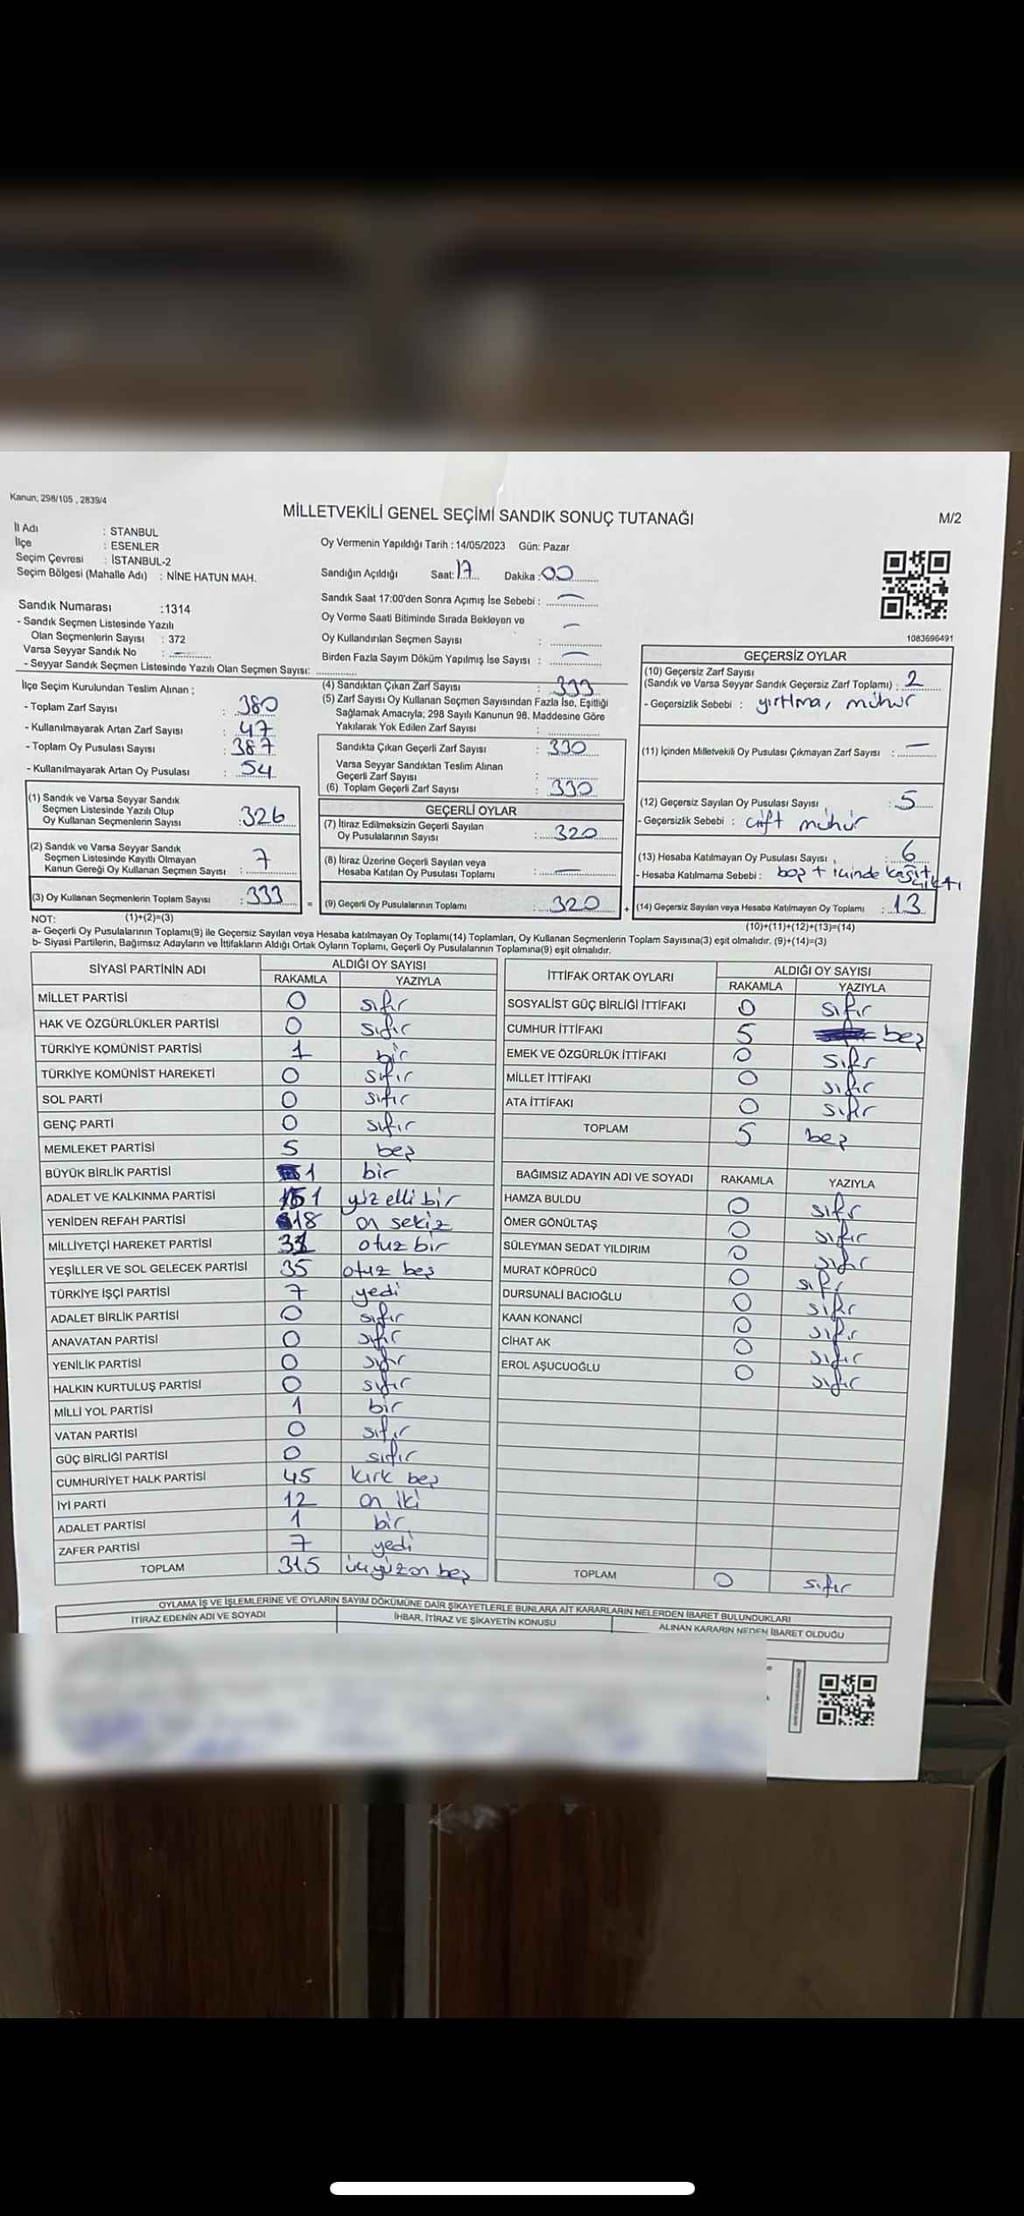 Kanun, 298/105 , 2839/4
MİLLETVEKİLİ GENEL SEÇİMİ SANDIK SONUÇ TUTANAĞI
M/2
İl Adı : STANBUL
İlçe : ESENLER
Seçim Çevresi : İSTANBUL-2
Seçim Bölgesi (Mahalle Adı) : NİNE HATUN MAH.
Oy Vermenin Yapıldığı Tarih : 14/05/2023 Gün: Pazar
Sandığın Açıldığı Saat: 17 Dakika : 00
Sandık Saat 17:00'den Sonra Açımış İse Sebebi : —
Oy Verme Saati Bitiminde Sırada Bekleyen ve
Oy Kullandırılan Seçmen Sayısı : —
Birden Fazla Sayım Döküm Yapılmış İse Sayısı : —
1083696491
Sandık Numarası :1314
- Sandık Seçmen Listesinde Yazılı
Olan Seçmenlerin Sayısı : 372
Varsa Seyyar Sandık No : —
- Seyyar Sandık Seçmen Listesinde Yazılı Olan Seçmen Sayısı:
İlçe Seçim Kurulundan Teslim Alınan ;
- Toplam Zarf Sayısı : 380
- Kullanılmayarak Artan Zarf Sayısı : 47
- Toplam Oy Pusulası Sayısı : 387
- Kullanılmayarak Artan Oy Pusulası : 54
(1) Sandık ve Varsa Seyyar Sandık
Seçmen Listesinde Yazılı Olup
Oy Kullanan Seçmenlerin Sayısı : 326
(2) Sandık ve Varsa Seyyar Sandık
Seçmen Listesinde Kayıtlı Olmayan
Kanun Gereği Oy Kullanan Seçmen Sayısı : 7
(3) Oy Kullanan Seçmenlerin Toplam Sayısı : 333
(4) Sandıktan Çıkan Zarf Sayısı : 333
(5) Zarf Sayısı Oy Kullanan Seçmen Sayısından Fazla İse, Eşitliği
Sağlamak Amacıyla; 298 Sayılı Kanunun 98. Maddesine Göre
Yakılarak Yok Edilen Zarf Sayısı :
Sandıkta Çıkan Geçerli Zarf Sayısı : 330
Varsa Seyyar Sandıktan Teslim Alınan
Geçerli Zarf Sayısı :
(6) Toplam Geçerli Zarf Sayısı : 330
GEÇERLİ OYLAR
(7) İtiraz Edilmeksizin Geçerli Sayılan
Oy Pusulalarının Sayısı : 320
(8) İtiraz Üzerine Geçerli Sayılan veya
Hesaba Katılan Oy Pusulası Toplamı : —
= (9) Geçerli Oy Pusulalarının Toplamı : 320
GEÇERSİZ OYLAR
(10) Geçersiz Zarf Sayısı
(Sandık ve Varsa Seyyar Sandık Geçersiz Zarf Toplamı) : 2
- Geçersizlik Sebebi : yırtılma, mühür
(11) İçinden Milletvekili Oy Pusulası Çıkmayan Zarf Sayısı : —
(12) Geçersiz Sayılan Oy Pusulası Sayısı : 5
- Geçersizlik Sebebi : çift mühür
(13) Hesaba Katılmayan Oy Pusulası Sayısı : 6
- Hesaba Katılmama Sebebi : boş + içinde kağıt çıktı
+ (14) Geçersiz Sayılan veya Hesaba Katılmayan Oy Toplamı : 13
NOT: (1)+(2)=(3)
(10)+(11)+(12)+(13)=(14)
a- Geçerli Oy Pusulalarının Toplamı(9) ile Geçersiz Sayılan veya Hesaba katılmayan Oy Toplamı(14) Toplamları, Oy Kullanan Seçmenlerin Toplam Sayısına(3) eşit olmalıdır. (9)+(14)=(3)
b- Siyasi Partilerin, Bağımsız Adayların ve İttifakların Aldığı Ortak Oyların Toplamı, Geçerli Oy Pusulalarının Toplamına(9) eşit olmalıdır.
SİYASİ PARTİNİN ADI ALDIĞI OY SAYISI
RAKAMLA YAZIYLA
MİLLET PARTİSİ 0 sıfır
HAK VE ÖZGÜRLÜKLER PARTİSİ 0 sıfır
TÜRKİYE KOMÜNİST PARTİSİ 1 bir
TÜRKİYE KOMÜNİST HAREKETİ 0 sıfır
SOL PARTİ 0 sıfır
GENÇ PARTİ 0 sıfır
MEMLEKET PARTİSİ 5 beş
BÜYÜK BİRLİK PARTİSİ 1 bir
ADALET VE KALKINMA PARTİSİ 151 yüz elli bir
YENİDEN REFAH PARTİSİ 18 on sekiz
MİLLİYETÇİ HAREKET PARTİSİ 31 otuz bir
YEŞİLLER VE SOL GELECEK PARTİSİ 35 otuz beş
TÜRKİYE İŞÇİ PARTİSİ 7 yedi
ADALET BİRLİK PARTİSİ 0 sıfır
ANAVATAN PARTİSİ 0 sıfır
YENİLİK PARTİSİ 0 sıfır
HALKIN KURTULUŞ PARTİSİ 0 sıfır
MİLLİ YOL PARTİSİ 1 bir
VATAN PARTİSİ 0 sıfır
GÜÇ BİRLİĞİ PARTİSİ 0 sıfır
CUMHURİYET HALK PARTİSİ 45 kırk beş
İYİ PARTİ 12 on iki
ADALET PARTİSİ 1 bir
ZAFER PARTİSİ 7 yedi
TOPLAM 315 üçyüzon beş
İTTİFAK ORTAK OYLARI ALDIĞI OY SAYISI
RAKAMLA YAZIYLA
SOSYALİST GÜÇ BİRLİĞİ İTTİFAKI 0 sıfır
CUMHUR İTTİFAKI 5 beş
EMEK VE ÖZGÜRLÜK İTTİFAKI 0 sıfır
MİLLET İTTİFAKI 0 sıfır
ATA İTTİFAKI 0 sıfır
TOPLAM 5 beş
BAĞIMSIZ ADAYIN ADI VE SOYADI RAKAMLA YAZIYLA
HAMZA BULDU 0 sıfır
ÖMER GÖNÜLTAŞ 0 sıfır
SÜLEYMAN SEDAT YILDIRIM 0 sıfır
MURAT KÖPRÜCÜ 0 sıfır
DURSUNALİ BACIOĞLU 0 sıfır
KAAN KONANCİ 0 sıfır
CİHAT AK 0 sıfır
EROL AŞUCUOĞLU 0 sıfır
TOPLAM 0 sıfır
OYLAMA İŞ VE İŞLEMLERİNE VE OYLARIN SAYIM DÖKÜMÜNE DAİR ŞİKAYETLERLE BUNLARA AİT KARARLARIN NELERDEN İBARET BULUNDUKLARI
İTİRAZ EDENİN ADI VE SOYADI İHBAR, İTİRAZ VE ŞİKAYETİN KONUSU ALINAN KARARIN NEDEN İBARET OLDUĞU